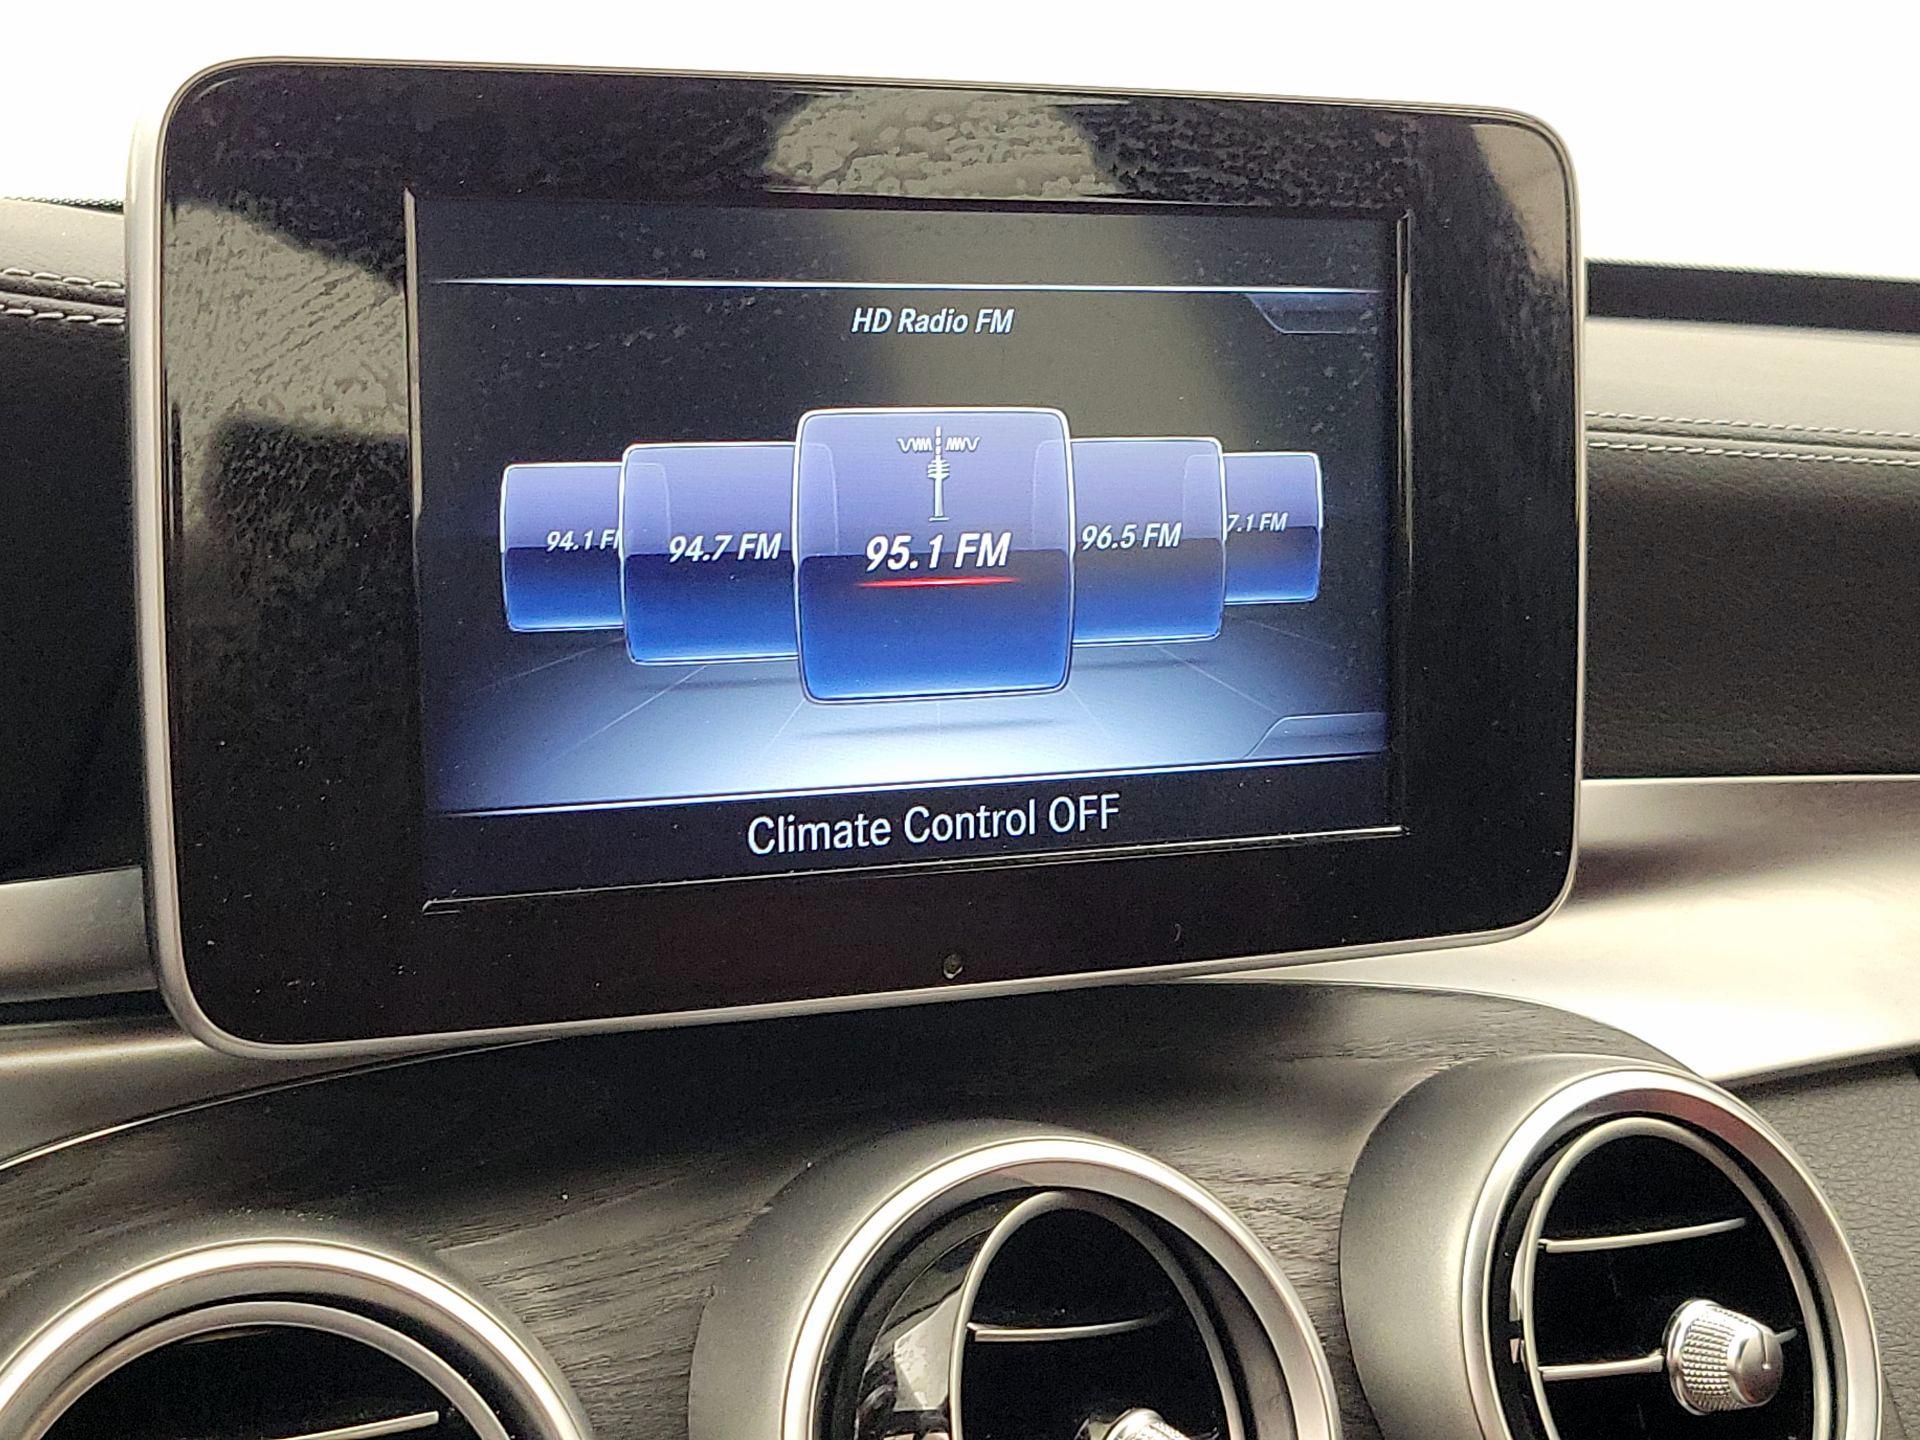 HD Radio FM
94.1 FM 94.7 FM 95.1 FM 96.5 FM 7.1 FM
Climate Control OFF